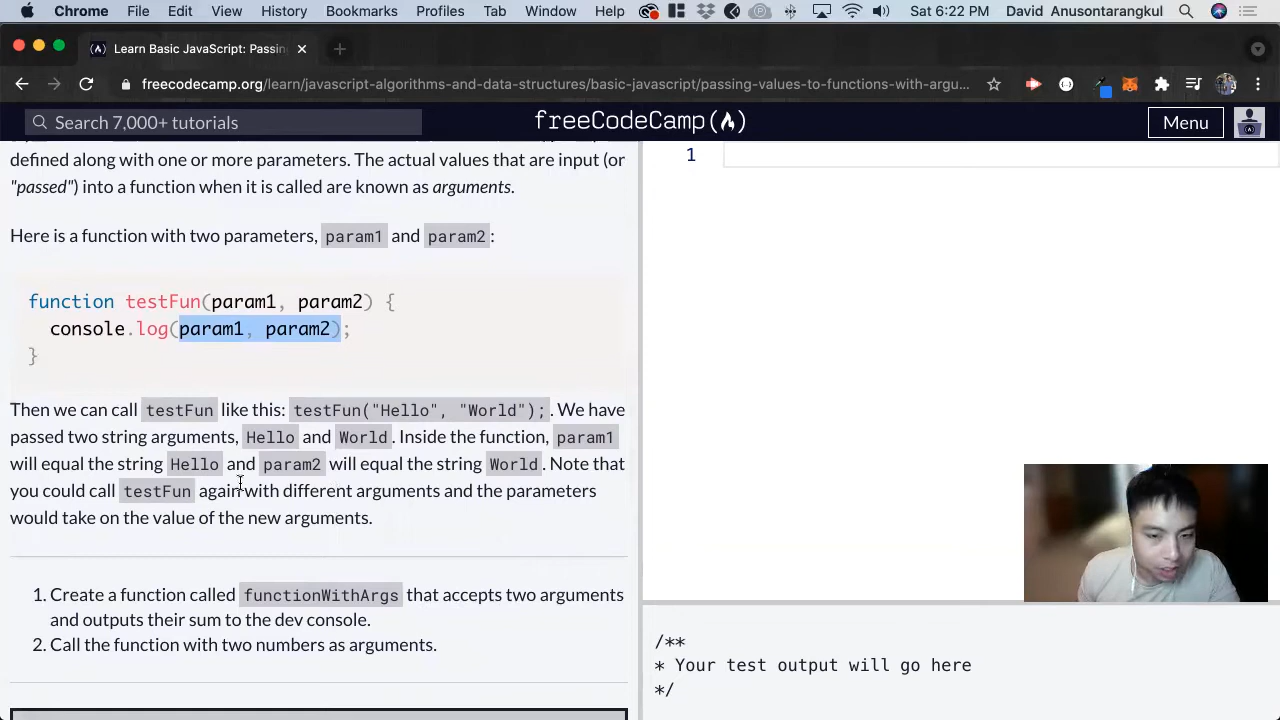 Chrome File Edit View History Bookmarks Profiles Tab Window Help Sat 6:22 PM David Anusontarangkul
Learn Basic JavaScript: Passin
freecodecamp.org/learn/javascript-algorithms-and-data-structures/basic-javascript/passing-values-to-functions-with-argu...
Search 7,000+ tutorials
freeCodeCamp
Menu
defined along with one or more parameters. The actual values that are input (or
"passed") into a function when it is called are known as arguments.
Here is a function with two parameters, param1 and param2:
function testFun(param1, param2) {
console.log(param1, param2);
}
Then we can call testFun like this: testFun("Hello", "World");. We have
passed two string arguments, Hello and World. Inside the function, param1
will equal the string Hello and param2 will equal the string World. Note that
you could call testFun again with different arguments and the parameters
would take on the value of the new arguments.
1. Create a function called functionWithArgs that accepts two arguments
and outputs their sum to the dev console.
2. Call the function with two numbers as arguments.
1
/**
* Your test output will go here
*/